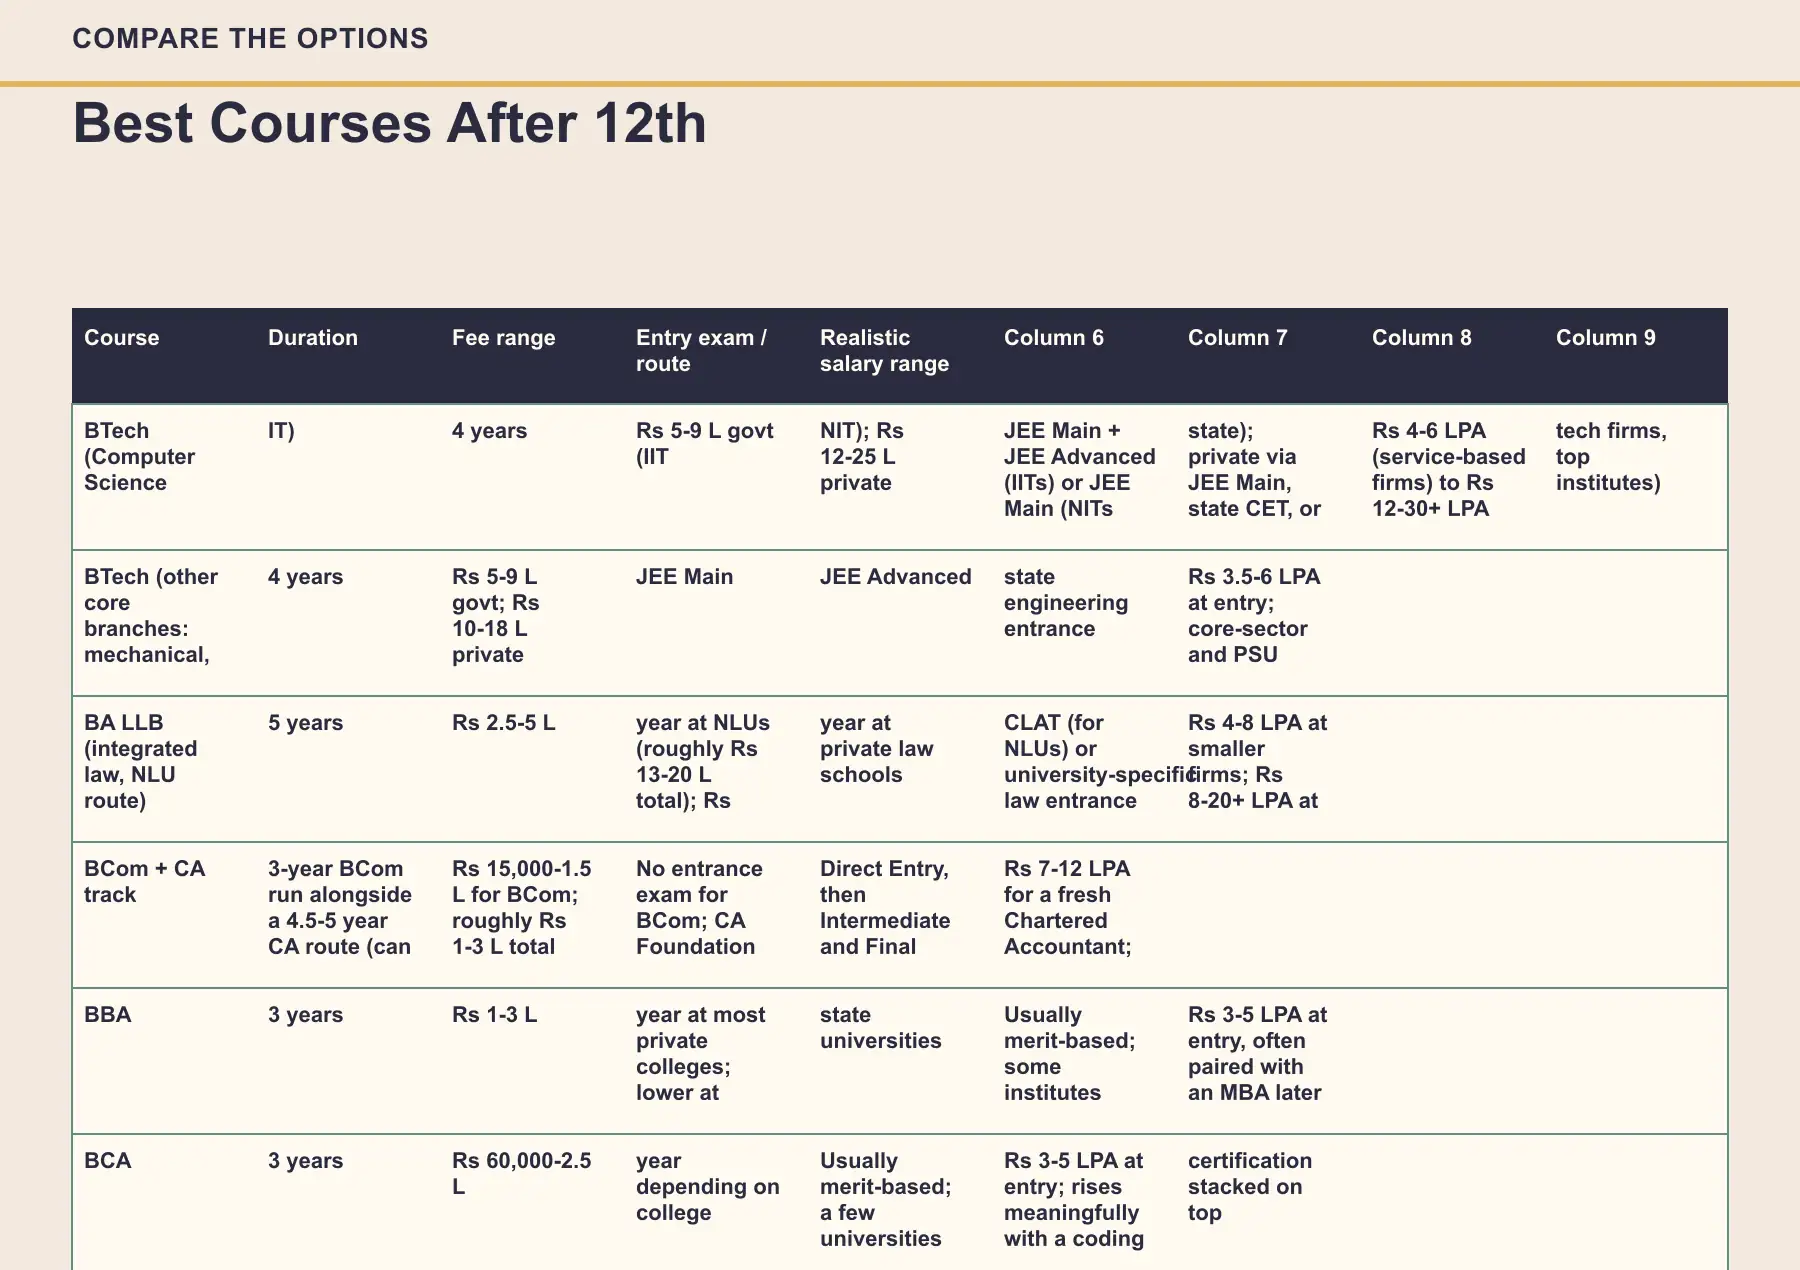 COMPARE THE OPTIONS
Best Courses After 12th
Course
Duration
Fee range
Entry exam /
route
Realistic
salary range
Column 6
Column 7
Column 8
Column 9
BTech
(Computer
Science
IT)
4 years
Rs 5-9 L govt
(IIT
NIT); Rs
12-25 L
private
JEE Main +
JEE Advanced
(IITs) or JEE
Main (NITs
state);
private via
JEE Main,
state CET, or
Rs 4-6 LPA
(service-based
firms) to Rs
12-30+ LPA
tech firms,
top
institutes)
BTech (other
core
branches:
mechanical,
4 years
Rs 5-9 L
govt; Rs
10-18 L
private
JEE Main
JEE Advanced
state
engineering
entrance
Rs 3.5-6 LPA
at entry;
core-sector
and PSU
BA LLB
(integrated
law, NLU
route)
5 years
Rs 2.5-5 L
year at NLUs
(roughly Rs
13-20 L
total); Rs
year at
private law
schools
CLAT (for
NLUs) or
university-specific
law entrance
Rs 4-8 LPA at
smaller
firms; Rs
8-20+ LPA at
BCom + CA
track
3-year BCom
run alongside
a 4.5-5 year
CA route (can
Rs 15,000-1.5
L for BCom;
roughly Rs
1-3 L total
No entrance
exam for
BCom; CA
Foundation
Direct Entry,
then
Intermediate
and Final
Rs 7-12 LPA
for a fresh
Chartered
Accountant;
BBA
3 years
Rs 1-3 L
year at most
private
colleges;
lower at
state
universities
Usually
merit-based;
some
institutes
Rs 3-5 LPA at
entry, often
paired with
an MBA later
BCA
3 years
Rs 60,000-2.5
L
year
depending on
college
Usually
merit-based;
a few
universities
Rs 3-5 LPA at
entry; rises
meaningfully
with a coding
certification
stacked on
top